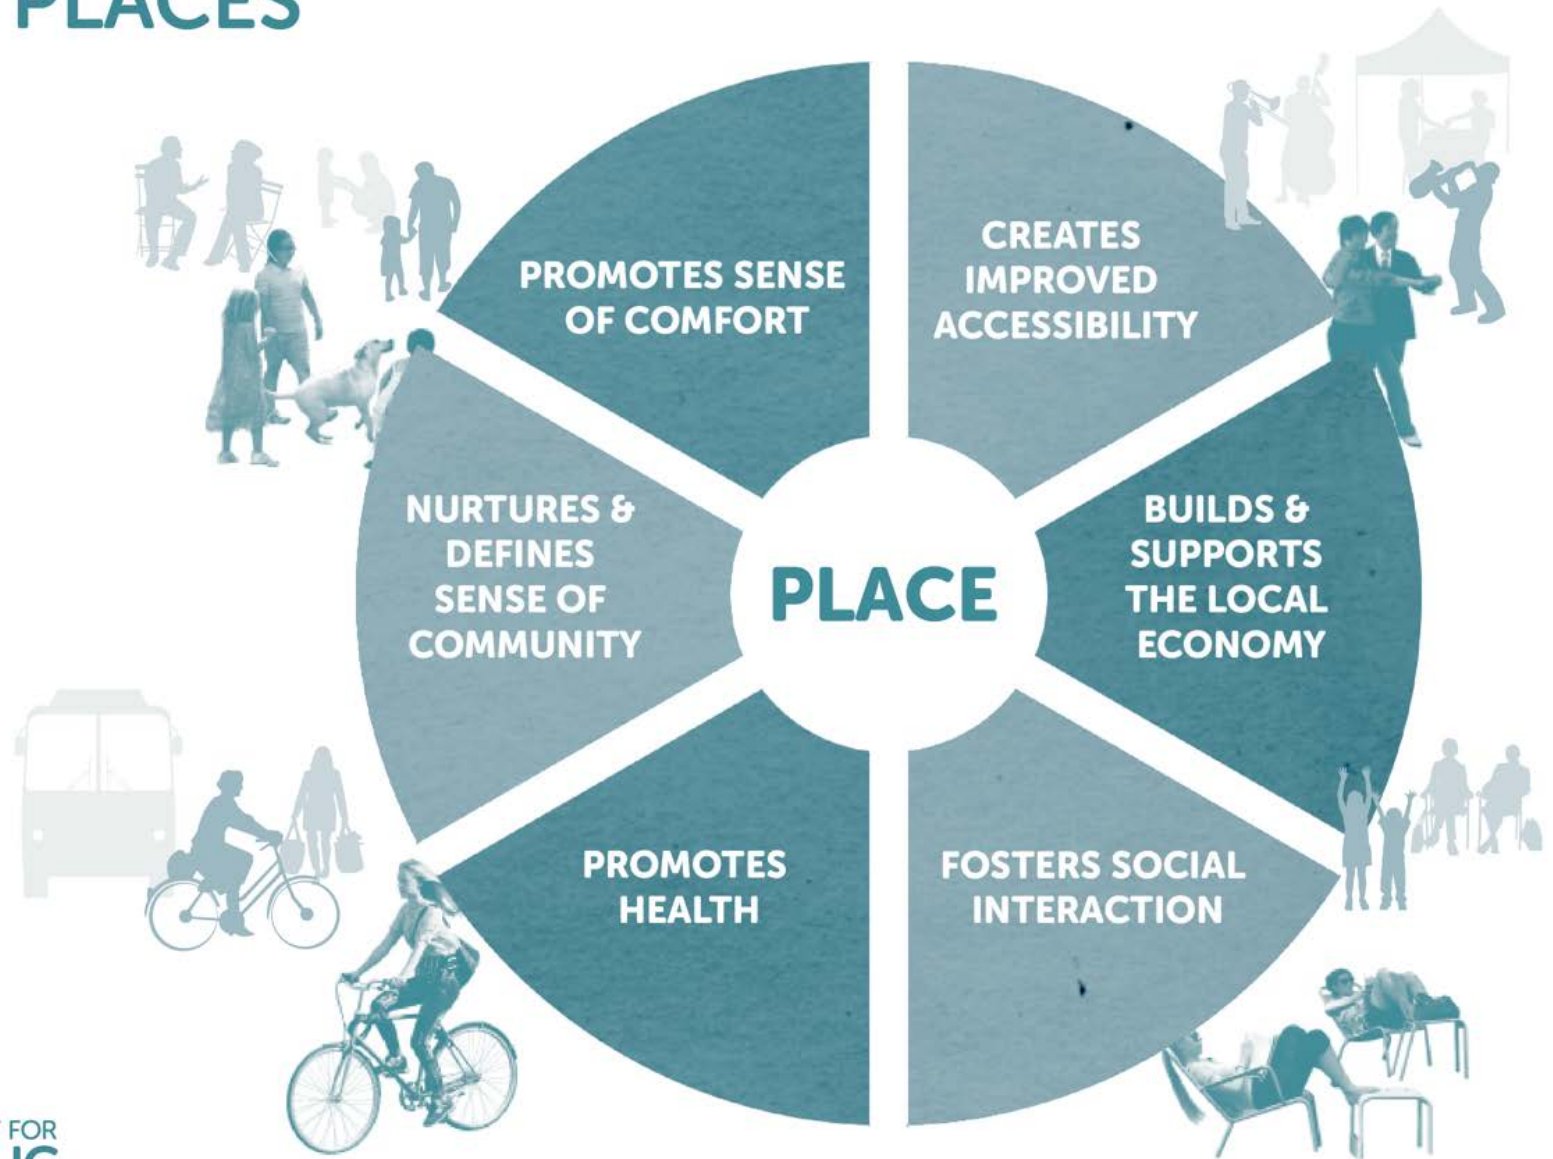 PLACES
PROMOTES SENSE
OF COMFORT
CREATES
IMPROVED
ACCESSIBILITY
NURTURES &
DEFINES
SENSE OF
COMMUNITY
PLACE
BUILDS &
SUPPORTS
THE LOCAL
ECONOMY
PROMOTES
HEALTH
FOSTERS SOCIAL
INTERACTION
FOR